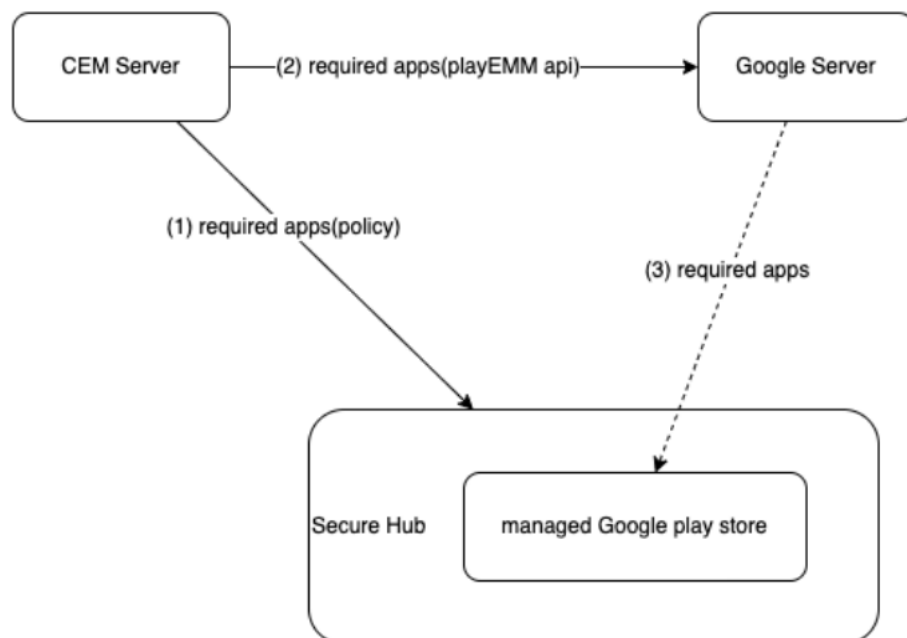 CEM Server
(2) required apps(playEMM api)
Google Server
(1) required apps(policy)
(3) required apps
Secure Hub
managed Google play store